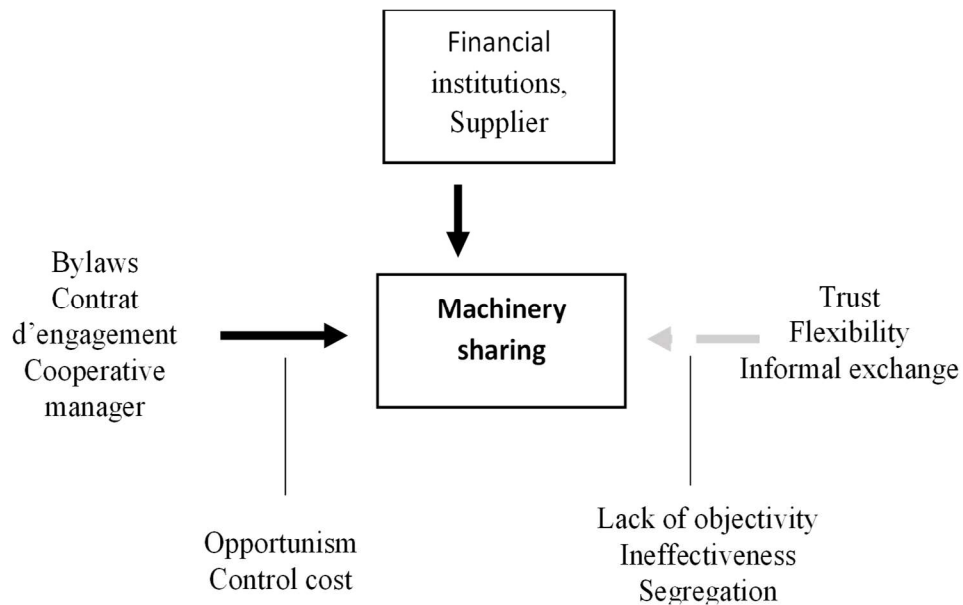 Financial
institutions,
Supplier
Bylaws
Contrat
d’engagement
Cooperative
manager
Machinery
sharing
Trust
Flexibility
Informal exchange
Opportunism
Control cost
Lack of objectivity
Ineffectiveness
Segregation